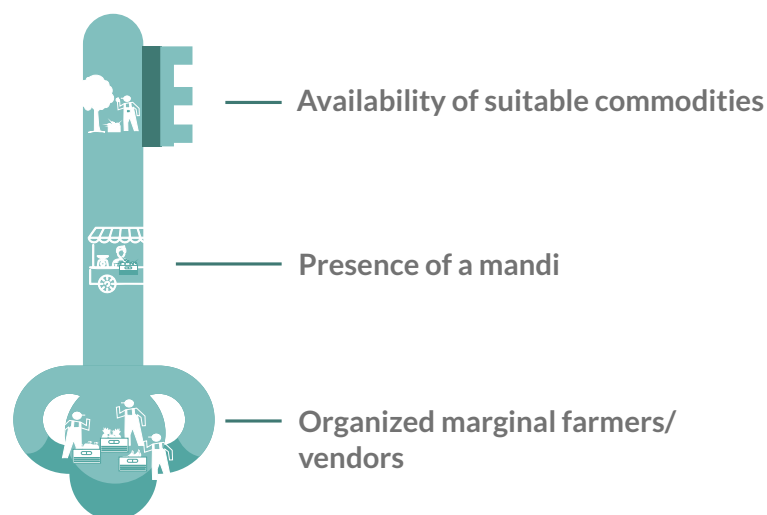 Availability of suitable commodities
Presence of a mandi
Organized marginal farmers/
vendors